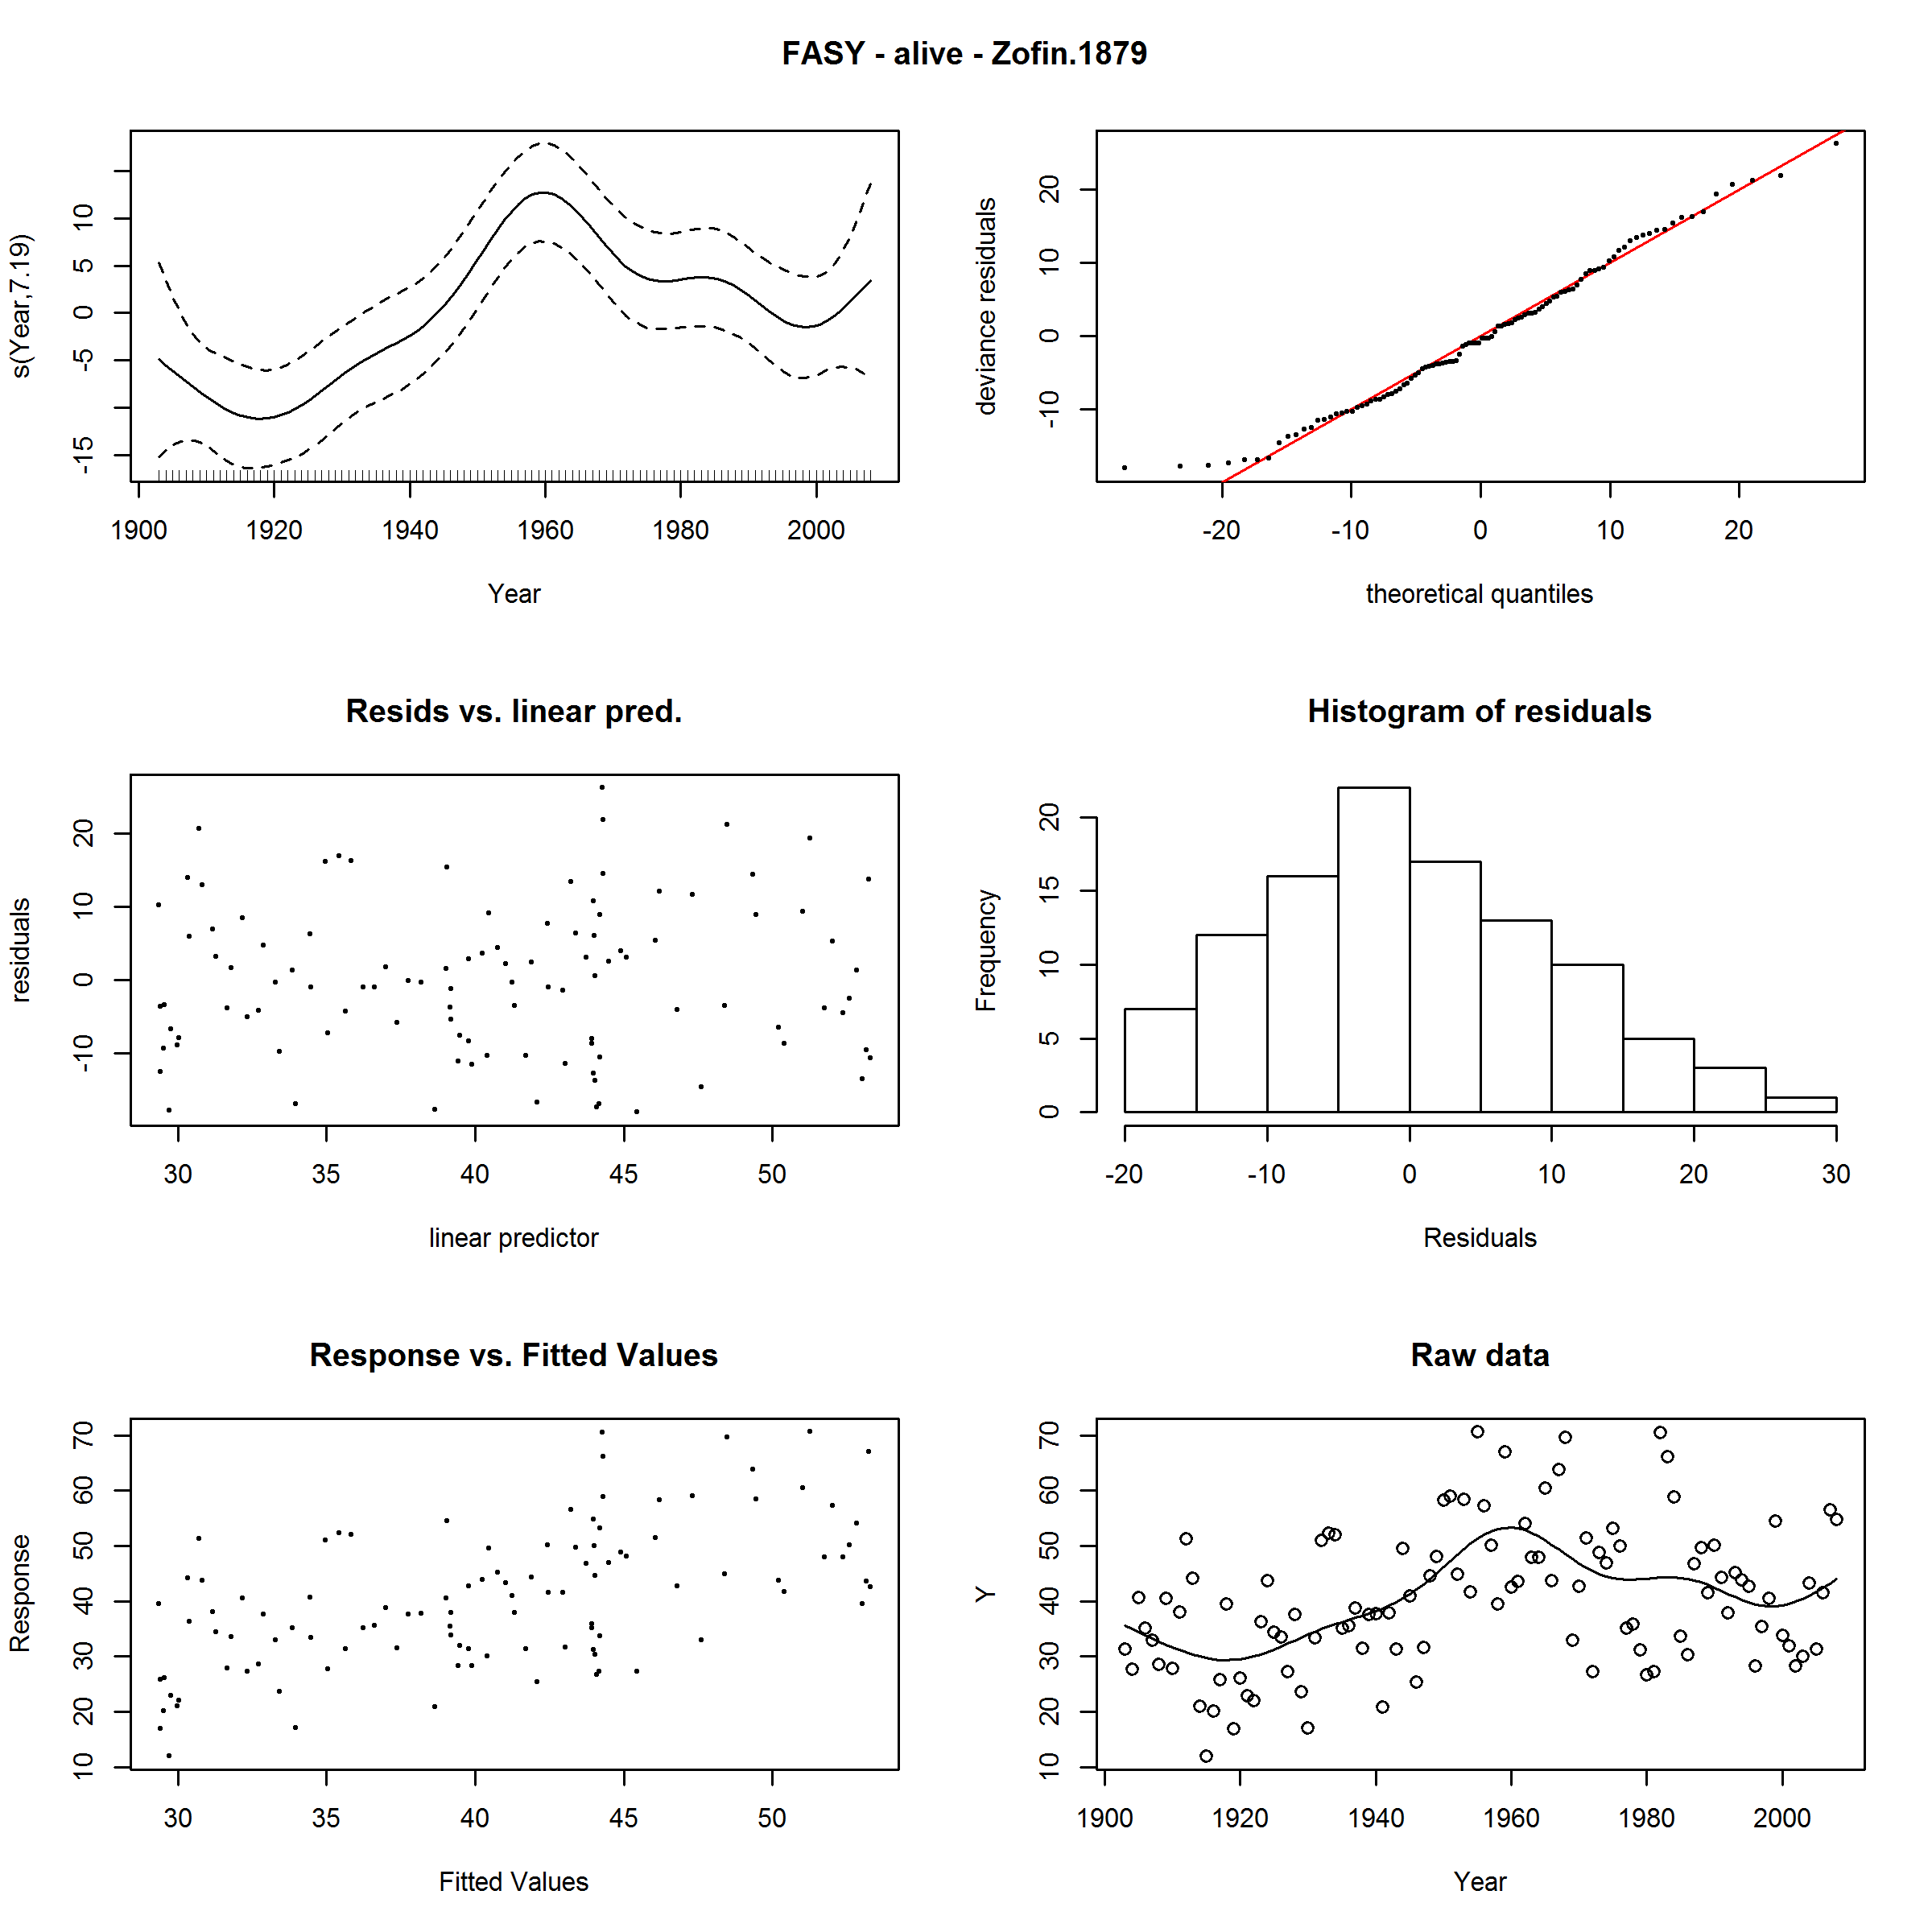 FASY - alive - Zofin.1879
s(Year,7.19)
-15 -5 0 5 10
1900 1920 1940 1960 1980 2000
Year
deviance residuals
-10 0 10 20
-20 -10 0 10 20
theoretical quantiles
Resids vs. linear pred.
residuals
-10 0 10 20
30 35 40 45 50
linear predictor
Histogram of residuals
Frequency
0 5 10 15 20
-20 -10 0 10 20 30
Residuals
Response vs. Fitted Values
Response
10 20 30 40 50 60 70
30 35 40 45 50
Fitted Values
Raw data
Y
10 20 30 40 50 60 70
1900 1920 1940 1960 1980 2000
Year